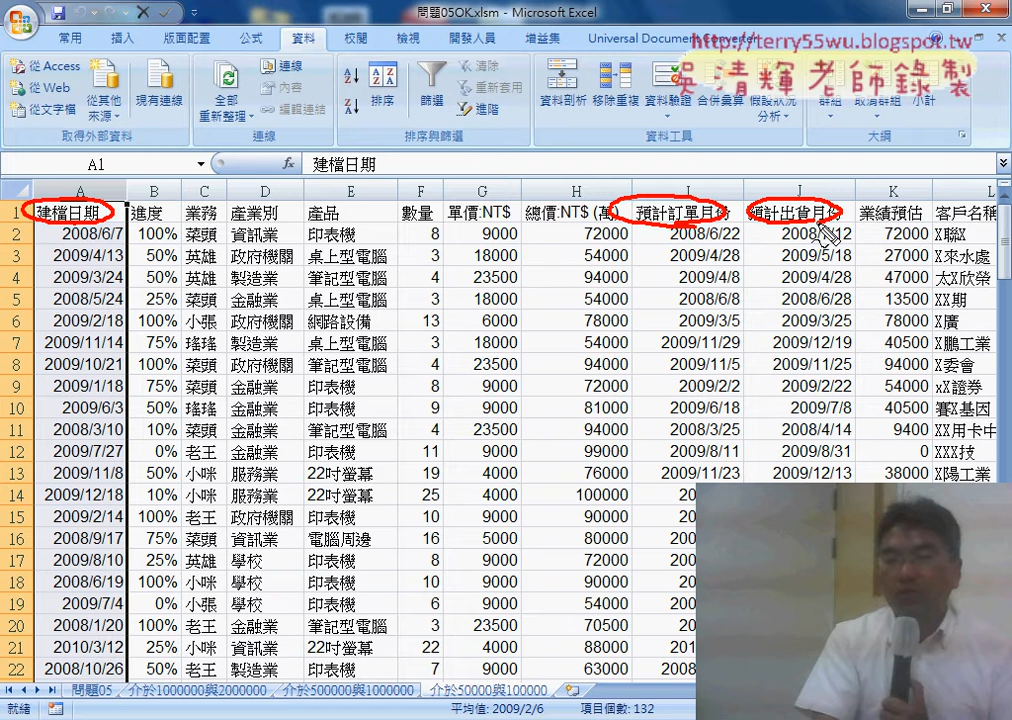 問題05OK.xlsm - Microsoft Excel
常用 插入 版面配置 公式 資料 校閱 檢視 開發人員 增益集 Universal Document Converter
http://terry55wu.blogspot.tw
吳清輝老師錄製
從 Access 從 Web 從文字檔 從其他來源 現有連線 全部重新整理 連線 內容 編輯連結 排序 篩選 清除 重新套用 進階 資料剖析 移除重複 資料驗證 合併彙算 假設狀況分析 群組 取消群組 小計
取得外部資料 連線 排序與篩選 資料工具 大綱
A1 fx 建檔日期
A B C D E F G H I J K L
1 建檔日期 進度 業務 產業別 產品 數量 單價:NT$ 總價:NT$ (萬) 預計訂單月份 預計出貨月份 業績預估 客戶名稱
2 2008/6/7 100% 菜頭 資訊業 印表機 8 9000 72000 2008/6/22 72000 X聯X
3 2009/4/13 50% 英雄 政府機關 桌上型電腦 3 18000 54000 2009/4/28 2009/5/18 27000 X來水處
4 2009/3/24 50% 英雄 製造業 筆記型電腦 4 23500 94000 2009/4/8 2009/4/28 47000 太X欣榮
5 2008/5/24 25% 菜頭 金融業 桌上型電腦 3 18000 54000 2008/6/8 2008/6/28 13500 XX期
6 2009/2/18 100% 小張 政府機關 網路設備 13 6000 78000 2009/3/5 2009/3/25 78000 X廣
7 2009/11/14 75% 瑤瑤 製造業 桌上型電腦 3 18000 54000 2009/11/29 2009/12/19 40500 X鵬工業
8 2009/10/21 100% 菜頭 製造業 筆記型電腦 4 23500 94000 2009/11/5 2009/11/25 94000 X委會
9 2009/1/18 75% 菜頭 金融業 印表機 8 9000 72000 2009/2/2 2009/2/22 54000 xX證券
10 2009/6/3 50% 瑤瑤 金融業 印表機 9 9000 81000 2009/6/18 2009/7/8 40500 賽X基因
11 2008/3/10 10% 菜頭 金融業 筆記型電腦 4 23500 94000 2008/3/25 2008/4/14 9400 XX用卡中
12 2009/7/27 0% 老王 金融業 印表機 11 9000 99000 2009/8/11 2009/8/31 0 XXX技
13 2009/11/8 50% 小咪 服務業 22吋螢幕 19 4000 76000 2009/11/23 2009/12/13 38000 X陽工業
14 2009/12/18 10% 小咪 服務業 22吋螢幕 25 4000 100000 20
15 2009/2/14 100% 老王 政府機關 印表機 10 9000 90000 200
16 2008/9/17 75% 菜頭 資訊業 電腦周邊 16 5000 80000 200
17 2009/8/10 25% 英雄 學校 印表機 8 9000 72000 200
18 2008/6/19 100% 小咪 學校 印表機 10 9000 90000 200
19 2009/7/4 0% 小張 學校 印表機 6 9000 54000 200
20 2008/1/20 100% 老王 金融業 筆記型電腦 3 23500 70500 200
21 2010/3/12 25% 小咪 資訊業 22吋螢幕 22 4000 88000 201
22 2008/10/26 50% 老王 製造業 印表機 7 9000 63000 2008
問題05 介於1000000與2000000 介於500000與1000000 介於50000與100000
就緒 平均值: 2009/2/6 項目個數: 132